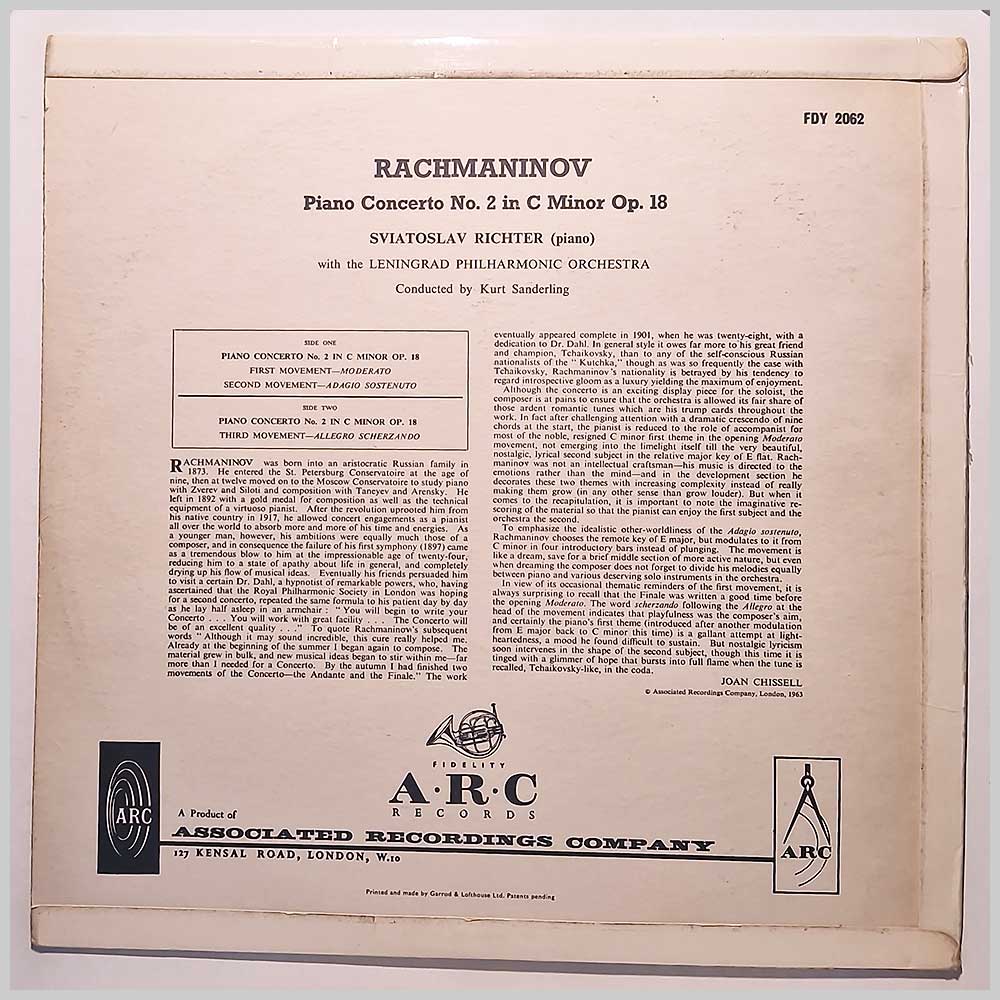 FDY 2062
RACHMANINOV
Piano Concerto No. 2 in C Minor Op. 18
SVIATOSLAV RICHTER (piano)
with the LENINGRAD PHILHARMONIC ORCHESTRA
Conducted by Kurt Sanderling
SIDE ONE
PIANO CONCERTO No. 2 IN C MINOR OP. 18
FIRST MOVEMENT—MODERATO
SECOND MOVEMENT—ADAGIO SOSTENUTO
SIDE TWO
PIANO CONCERTO No. 2 IN C MINOR OP. 18
THIRD MOVEMENT—ALLEGRO SCHERZANDO
RACHMANINOV was born into an aristocratic Russian family in
1873. He entered the St. Petersburg Conservatoire at the age of
nine, then at twelve moved on to the Moscow Conservatoire to study piano
with Zverev and Siloti and composition with Taneyev and Arensky. He
left in 1892 with a gold medal for composition as well as the technical
equipment of a virtuoso pianist. After the revolution uprooted him from
his native country in 1917, he allowed concert engagements as a pianist
all over the world to absorb more and more of his time and energies. As
a younger man, however, his ambitions were equally much those of a
composer, and in consequence the failure of his first symphony (1897) came
as a tremendous blow to him at the impressionable age of twenty-four,
reducing him to a state of apathy about life in general, and completely
drying up his flow of musical ideas. Eventually his friends persuaded him
to visit a certain Dr. Dahl, a hypnotist of remarkable powers, who, having
ascertained that the Royal Philharmonic Society in London was hoping
for a second concerto, repeated the same formula to his patient day by day
as he lay half asleep in an armchair : " You will begin to write your
Concerto . . . You will work with great facility . . . The Concerto will
be of an excellent quality . . ." To quote Rachmaninov's subsequent
words " Although it may sound incredible, this cure really helped me.
Already at the beginning of the summer I began again to compose. The
material grew in bulk, and new musical ideas began to stir within me—far
more than I needed for a Concerto. By the autumn I had finished two
movements of the Concerto—the Andante and the Finale." The work
eventually appeared complete in 1901, when he was twenty-eight, with a
dedication to Dr. Dahl. In general style it owes far more to his great friend
and champion, Tchaikovsky, than to any of the self-conscious Russian
nationalists of the " Kutchka," though as was so frequently the case with
Tchaikovsky, Rachmaninov's nationality is betrayed by his tendency to
regard introspective gloom as a luxury yielding the maximum of enjoyment.
Although the concerto is an exciting display piece for the soloist, the
composer is at pains to ensure that the orchestra is allowed its fair share of
those ardent romantic tunes which are his trump cards throughout the
work. In fact after challenging attention with a dramatic crescendo of nine
chords at the start, the pianist is reduced to the role of accompanist for
most of the noble, resigned C minor first theme in the opening Moderato
movement, not emerging into the limelight itself till the very beautiful,
nostalgic, lyrical second subject in the relative major key of E flat. Rach-
maninov was not an intellectual craftsman—his music is directed to the
emotions rather than the mind—and in the development section he
decorates these two themes with increasing complexity instead of really
making them grow (in any other sense than grow louder). But when it
comes to the recapitulation, it is important to note the imaginative re-
scoring of the material so that the pianist can enjoy the first subject and the
orchestra the second.
To emphasize the idealistic other-worldliness of the Adagio sostenuto,
Rachmaninov chooses the remote key of E major, but modulates to it from
C minor in four introductory bars instead of plunging. The movement is
like a dream, save for a brief middle section of more active nature, but even
when dreaming the composer does not forget to divide his melodies equally
between piano and various deserving solo instruments in the orchestra.
In view of its occasional thematic reminders of the first movement, it is
always surprising to recall that the Finale was written a good time before
the opening Moderato. The word scherzando following the Allegro at the
head of the movement indicates that playfulness was the composer's aim,
and certainly the piano's first theme (introduced after another modulation
from E major back to C minor this time) is a gallant attempt at light-
heartedness, a mood he found difficult to sustain. But nostalgic lyricism
soon intervenes in the shape of the second subject, though this time it is
tinged with a glimmer of hope that bursts into full flame when the tune is
recalled, Tchaikovsky-like, in the coda.
JOAN CHISSELL
© Associated Recordings Company, London, 1963
FIDELITY
A·R·C
RECORDS
ARC
A Product of
ASSOCIATED RECORDINGS COMPANY
127 KENSAL ROAD, LONDON, W.10
ARC
Printed and made by Garrod & Lofthouse Ltd. Patents pending